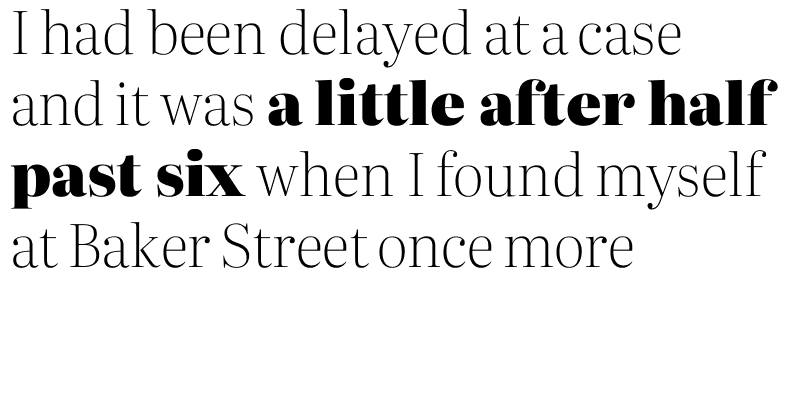 I had been delayed at a case
and it was a little after half
past six when I found myself
at Baker Street once more